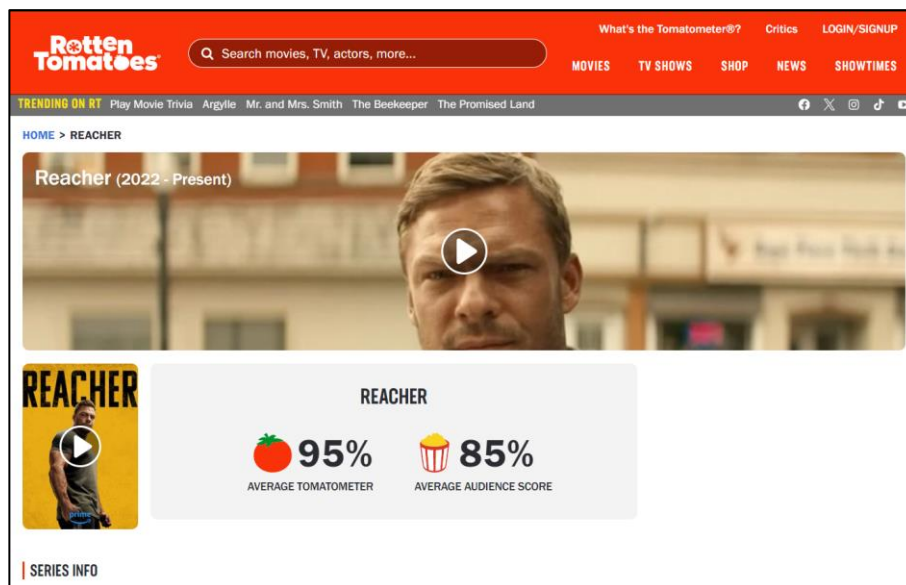 What's the Tomatometer®? Critics LOGIN/SIGNUP
Rotten
Tomatoes
Search movies, TV, actors, more...
MOVIES TV SHOWS SHOP NEWS SHOWTIMES
TRENDING ON RT Play Movie Trivia Argylle Mr. and Mrs. Smith The Beekeeper The Promised Land
HOME > REACHER
Reacher (2022 - Present)
REACHER
prime
REACHER
95%
85%
AVERAGE TOMATOMETER
AVERAGE AUDIENCE SCORE
SERIES INFO